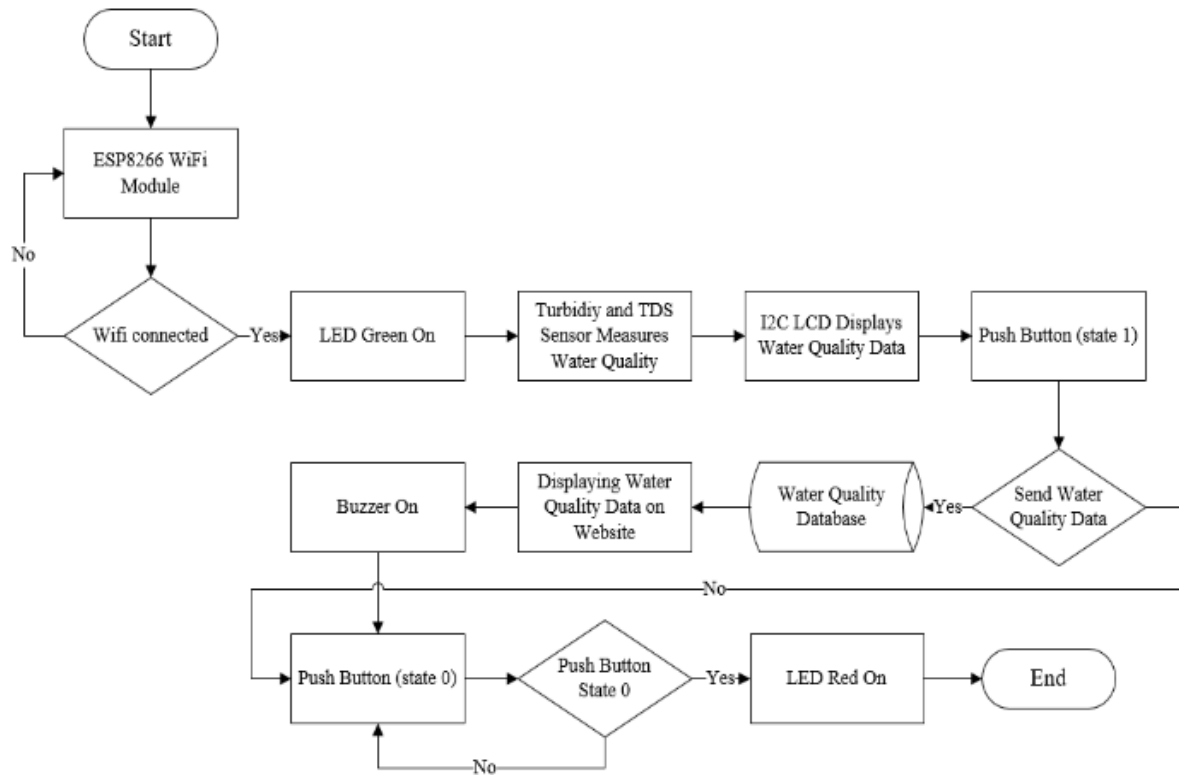 Start
ESP8266 WiFi
Module
No
Wifi connected
Yes
LED Green On
Turbidiy and TDS
Sensor Measures
Water Quality
I2C LCD Displays
Water Quality Data
Push Button (state 1)
Send Water
Quality Data
Yes
Water Quality
Database
Displaying Water
Quality Data on
Website
Buzzer On
No
Push Button (state 0)
Push Button
State 0
Yes
LED Red On
End
No